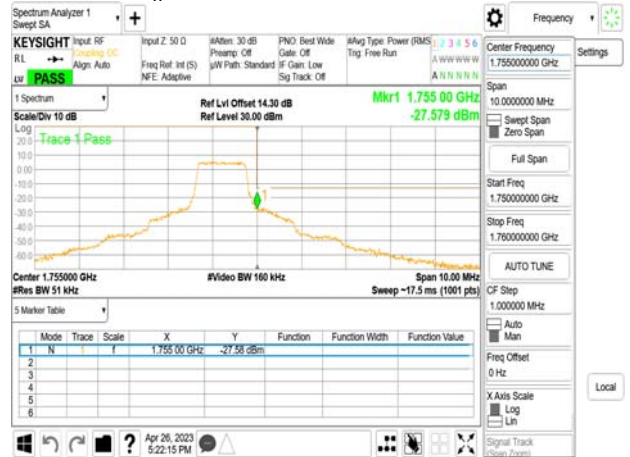 Spectrum Analyzer 1
Swept SA
+
Frequency
KEYSIGHT
RL
LW
PASS
Input: RF
Coupling: DC
Align: Auto
Input Z: 50 Ω
Freq Ref: Int (S)
NFE: Adaptive
#Atten: 30 dB
Preamp: Off
µW Path: Standard
PNO: Best Wide
Gate: Off
IF Gain: Low
Sig Track: Off
#Avg Type: Power (RMS
Trig: Free Run
1 2 3 4 5 6
A W W W W W
A N N N N N
1 Spectrum
Scale/Div 10 dB
Ref Lvl Offset 14.30 dB
Ref Level 30.00 dBm
Mkr1 1.755 00 GHz
-27.579 dBm
Log
Trace 1 Pass
20.0
10.0
0.00
-10.0
-20.0
-30.0
-40.0
-50.0
-60.0
1
Center 1.755000 GHz
#Res BW 51 kHz
#Video BW 160 kHz
Span 10.00 MHz
Sweep ~17.5 ms (1001 pts)
5 Marker Table
Mode Trace Scale X Y Function Function Width Function Value
1 N 1 f 1.755 00 GHz -27.58 dBm
2
3
4
5
6
Apr 26, 2023
5:22:15 PM
?
Center Frequency
1.755000000 GHz
Settings
Span
10.0000000 MHz
Swept Span
Zero Span
Full Span
Start Freq
1.750000000 GHz
Stop Freq
1.760000000 GHz
AUTO TUNE
CF Step
1.000000 MHz
Auto
Man
Freq Offset
0 Hz
X Axis Scale
Log
Lin
Local
Signal Track
(Span Zoom)